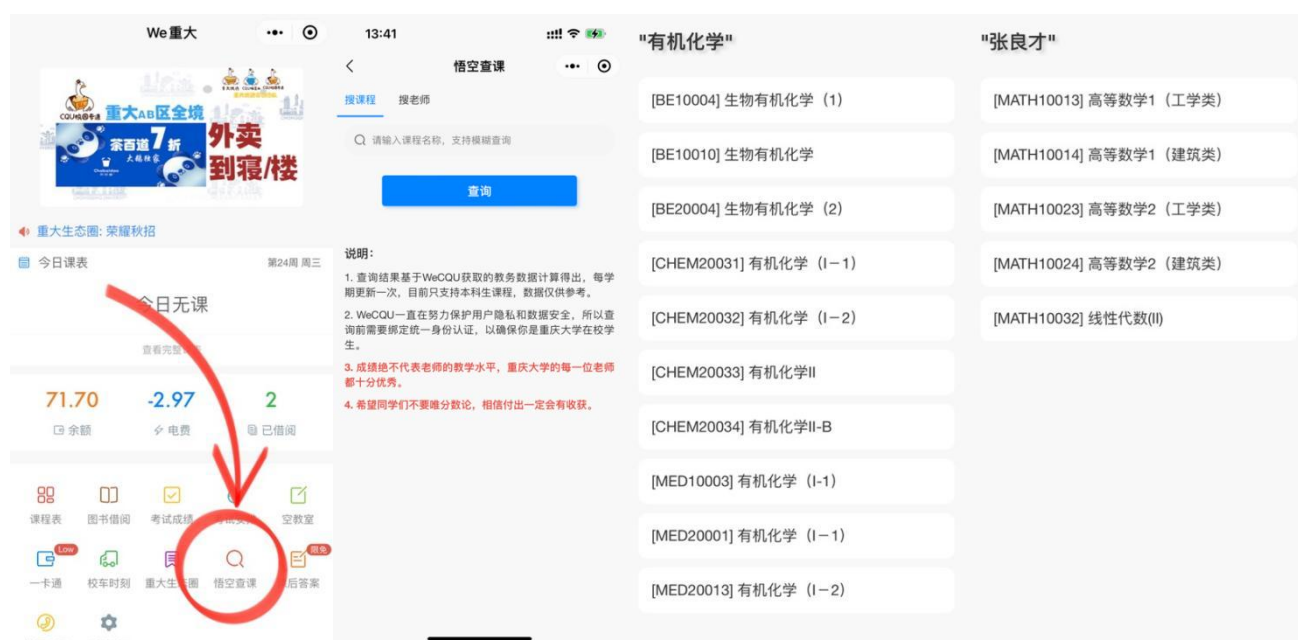 We重大
CQU校园专送
重大AB区全境
茶百道7折
大楊独家
外卖
到寝/楼
重大生态圈: 荣耀秋招
今日课表
第24周 周三
今日无课
查看完整
71.70
-2.97
2
余额
电费
已借阅
课程表
图书借阅
考试成绩
空教室
Low
限免
一卡通
校车时刻
重大生态圈
悟空查课
后答案
13:41
悟空查课
搜课程
搜老师
请输入课程名称，支持模糊查询
查询
说明：
1. 查询结果基于WeCQU获取的教务数据计算得出，每学
期更新一次，目前只支持本科生课程，数据仅供参考。
2. WeCQU一直在努力保护用户隐私和数据安全，所以查
询前需要绑定统一身份认证，以确保你是重庆大学在校学
生。
3. 成绩绝不代表老师的教学水平，重庆大学的每一位老师
都十分优秀。
4. 希望同学们不要唯分数论，相信付出一定会有收获。
"有机化学"
[BE10004] 生物有机化学（1）
[BE10010] 生物有机化学
[BE20004] 生物有机化学（2）
[CHEM20031] 有机化学（I－1）
[CHEM20032] 有机化学（I－2）
[CHEM20033] 有机化学II
[CHEM20034] 有机化学II-B
[MED10003] 有机化学（I-1）
[MED20001] 有机化学（I－1）
[MED20013] 有机化学（I－2）
"张良才"
[MATH10013] 高等数学1（工学类）
[MATH10014] 高等数学1（建筑类）
[MATH10023] 高等数学2（工学类）
[MATH10024] 高等数学2（建筑类）
[MATH10032] 线性代数(II)